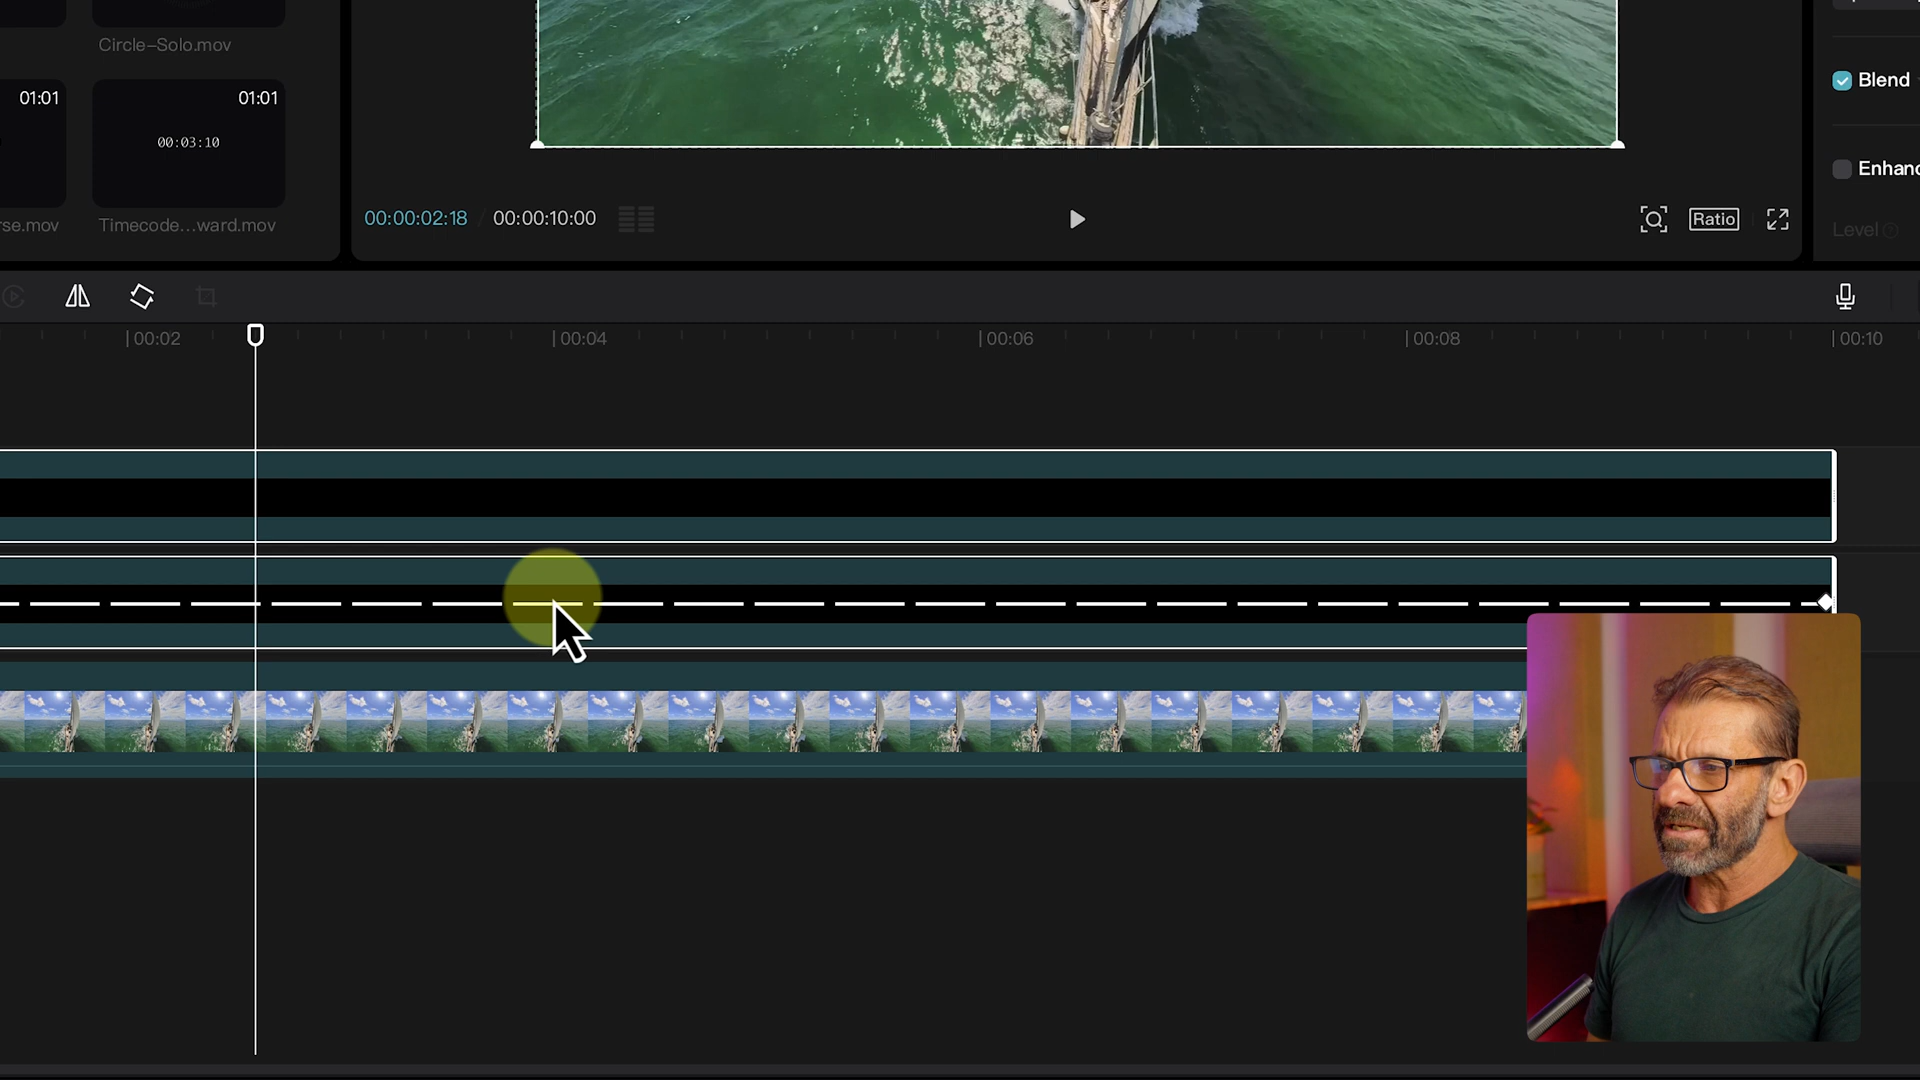 Circle–Solo.mov
01:01
01:01
00:03:10
rse.mov
Timecode...ward.mov
00:00:02:18 / 00:00:10:00
Ratio
Blend
Enhanc
Level
00:02
00:04
00:06
00:08
00:10